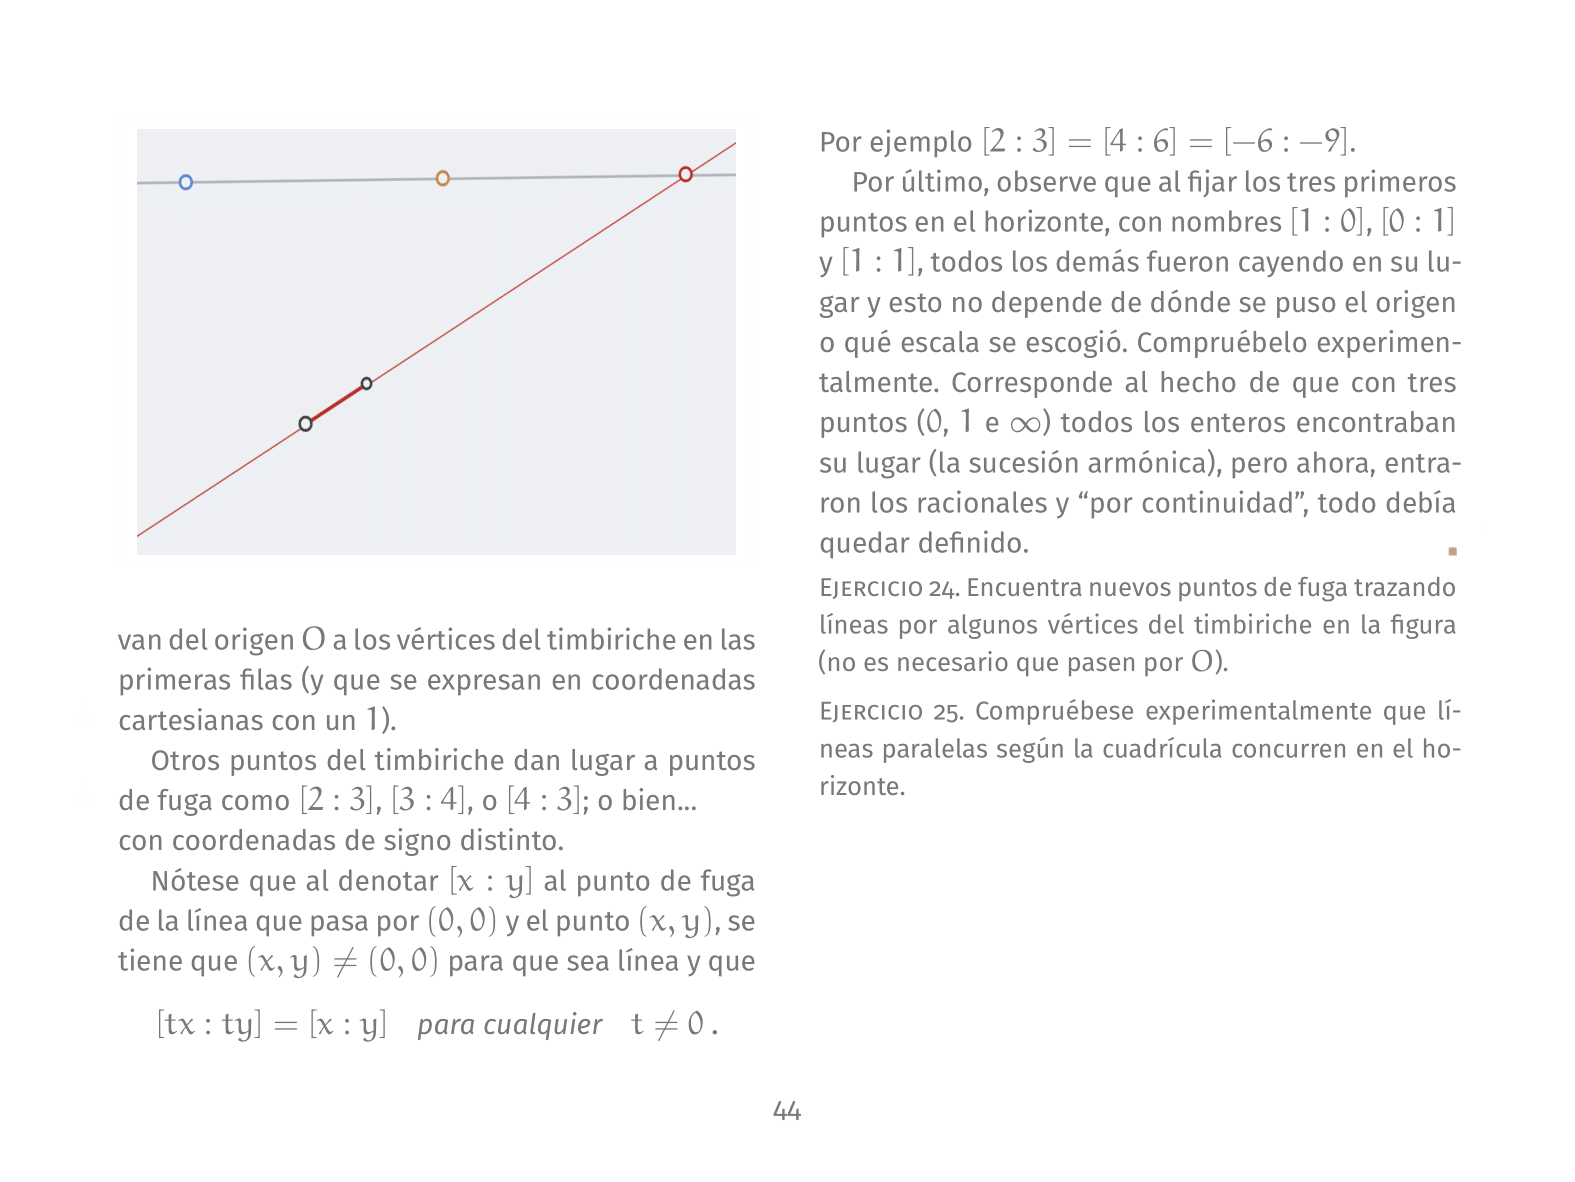 van del origen O a los vértices del timbiriche en las
primeras filas (y que se expresan en coordenadas
cartesianas con un 1).
Otros puntos del timbiriche dan lugar a puntos
de fuga como [2 : 3], [3 : 4], o [4 : 3]; o bien...
con coordenadas de signo distinto.
Nótese que al denotar [x : y] al punto de fuga
de la línea que pasa por (0, 0) y el punto (x, y), se
tiene que (x, y) ≠ (0, 0) para que sea línea y que
[tx : ty] = [x : y] para cualquier t ≠ 0 .
Por ejemplo [2 : 3] = [4 : 6] = [−6 : −9].
Por último, observe que al fijar los tres primeros
puntos en el horizonte, con nombres [1 : 0], [0 : 1]
y [1 : 1], todos los demás fueron cayendo en su lu-
gar y esto no depende de dónde se puso el origen
o qué escala se escogió. Compruébelo experimen-
talmente. Corresponde al hecho de que con tres
puntos (0, 1 e ∞) todos los enteros encontraban
su lugar (la sucesión armónica), pero ahora, entra-
ron los racionales y “por continuidad”, todo debía
quedar definido.
Ejercicio 24. Encuentra nuevos puntos de fuga trazando
líneas por algunos vértices del timbiriche en la figura
(no es necesario que pasen por O).
Ejercicio 25. Compruébese experimentalmente que lí-
neas paralelas según la cuadrícula concurren en el ho-
rizonte.
44